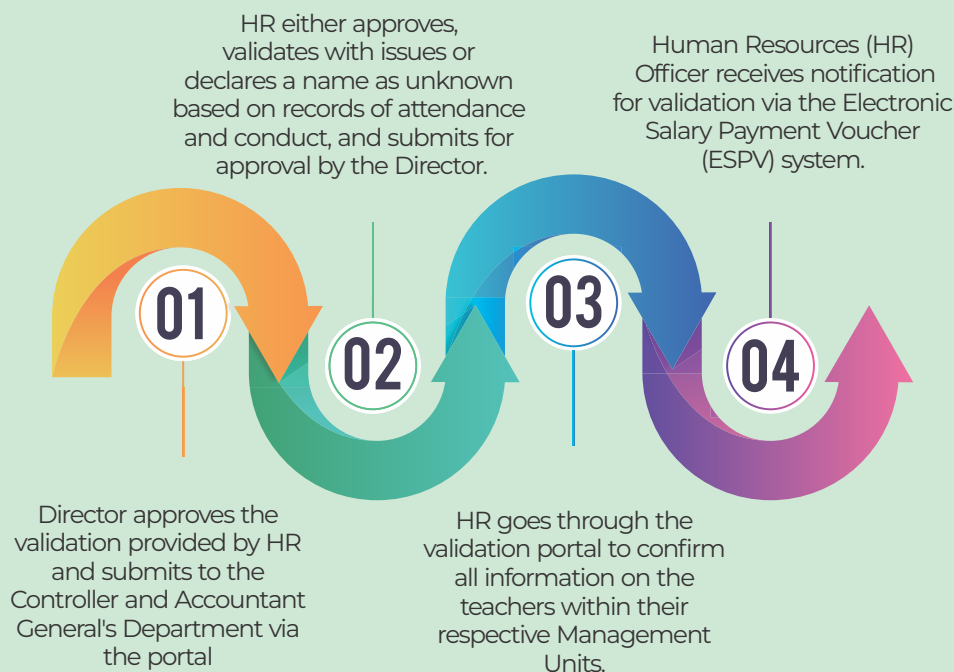 HR either approves,
validates with issues or
declares a name as unknown
based on records of attendance
and conduct, and submits for
approval by the Director.
Human Resources (HR)
Officer receives notification
for validation via the Electronic
Salary Payment Voucher
(ESPV) system.
01
02
03
04
Director approves the
validation provided by HR
and submits to the
Controller and Accountant
General's Department via
the portal
HR goes through the
validation portal to confirm
all information on the
teachers within their
respective Management
Units.